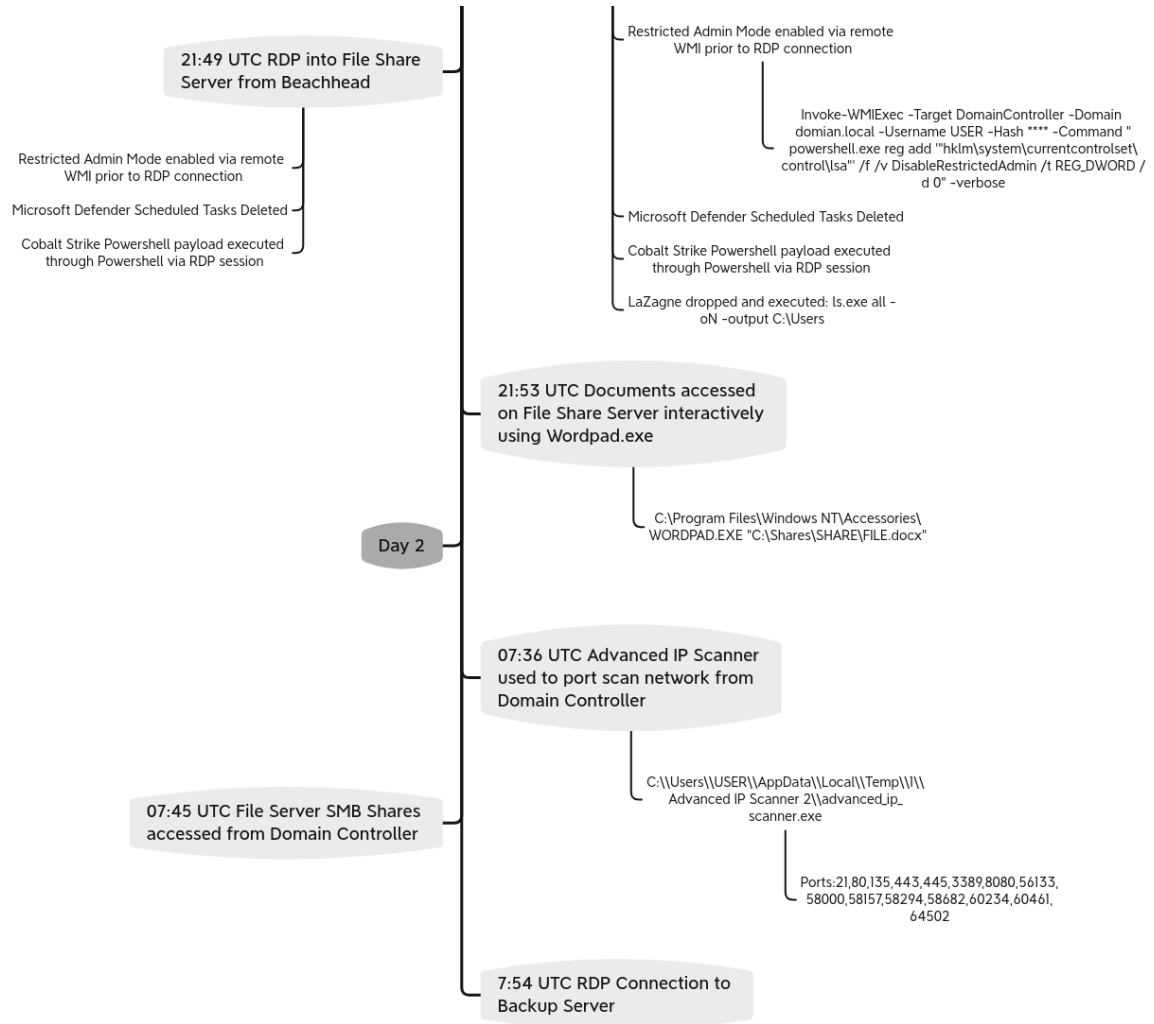 Restricted Admin Mode enabled via remote
WMI prior to RDP connection
21:49 UTC RDP into File Share
Server from Beachhead
Invoke-WMIExec -Target DomainController -Domain
domian.local -Username USER -Hash **** -Command "
powershell.exe reg add '"hklm\system\currentcontrolset\
control\lsa"' /f /v DisableRestrictedAdmin /t REG_DWORD /
d 0" -verbose
Restricted Admin Mode enabled via remote
WMI prior to RDP connection
Microsoft Defender Scheduled Tasks Deleted
Cobalt Strike Powershell payload executed
through Powershell via RDP session
Microsoft Defender Scheduled Tasks Deleted
Cobalt Strike Powershell payload executed
through Powershell via RDP session
LaZagne dropped and executed: ls.exe all -
oN -output C:\Users
21:53 UTC Documents accessed
on File Share Server interactively
using Wordpad.exe
C:\Program Files\Windows NT\Accessories\
WORDPAD.EXE "C:\Shares\SHARE\FILE.docx"
Day 2
07:36 UTC Advanced IP Scanner
used to port scan network from
Domain Controller
C:\\Users\\USER\\AppData\\Local\\Temp\\1\\
Advanced IP Scanner 2\\advanced_ip_
scanner.exe
07:45 UTC File Server SMB Shares
accessed from Domain Controller
Ports:21,80,135,443,445,3389,8080,56133,
58000,58157,58294,58682,60234,60461,
64502
7:54 UTC RDP Connection to
Backup Server